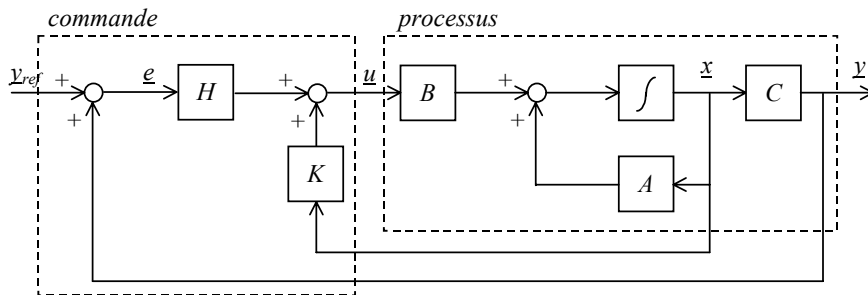 commande
processus
y_ref
+
+
e
H
+
+
u
B
+
+
∫
x
C
y
K
A